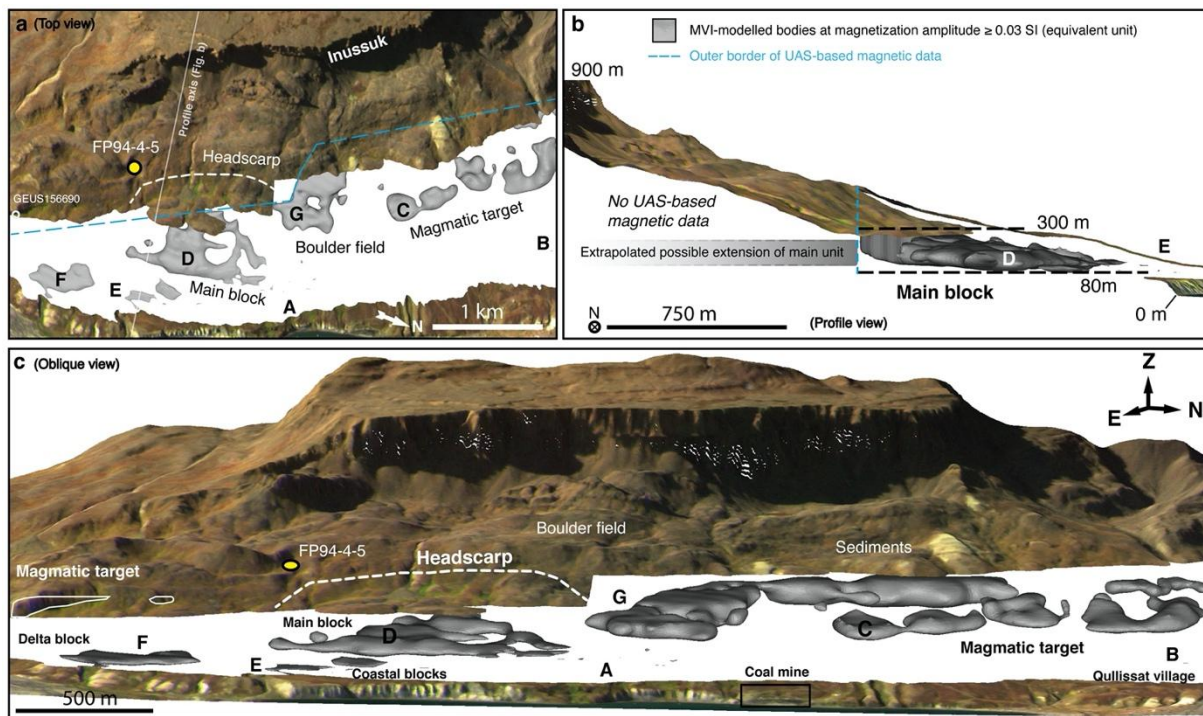 a (Top view)
Inussuk
Profile axis (Fig. b)
FP94-4-5
Headscarp
GEUS156690
G
C
Magmatic target
Boulder field
B
D
F
E
Main block
A
N
1 km
b
MVI-modelled bodies at magnetization amplitude ≥ 0.03 SI (equivalent unit)
Outer border of UAS-based magnetic data
900 m
No UAS-based
magnetic data
300 m
E
Extrapolated possible extension of main unit
D
Main block
80m
N
750 m
(Profile view)
0 m
c (Oblique view)
Z
E
N
Boulder field
FP94-4-5
Headscarp
Sediments
Magmatic target
G
Main block
D
C
Delta block
F
Magmatic target
E
Coastal blocks
A
Coal mine
B
Qullissat village
500 m